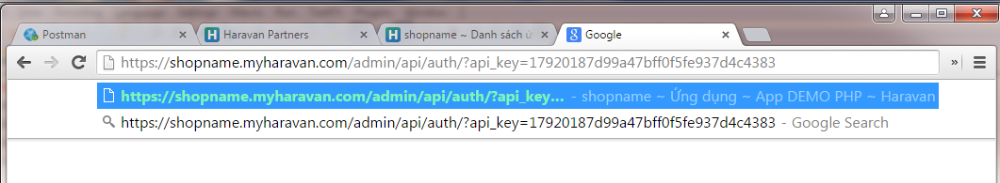 Postman Haravan Partners shopname ~ Danh sách ứ Google
https://shopname.myharavan.com/admin/api/auth/?api_key=17920187d99a47bff0f5fe937d4c4383 »
https://shopname.myharavan.com/admin/api/auth/?api_key... - shopname ~ Ứng dụng ~ App DEMO PHP ~ Haravan
https://shopname.myharavan.com/admin/api/auth/?api_key=17920187d99a47bff0f5fe937d4c4383 - Google Search